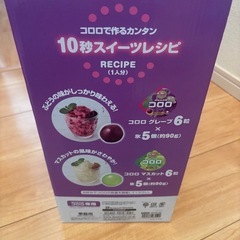 コロロで作るカンタン
10秒スイーツレシピ
RECIPE
(1人分)
ぶどうの味がしっかり味わえる!
コロロ
コロロ グレープ 6粒
×
氷 5個(約90g)
マスカットの風味がさわやか!
コロロ
コロロ マスカット 6粒
×
氷 5個(約90g)